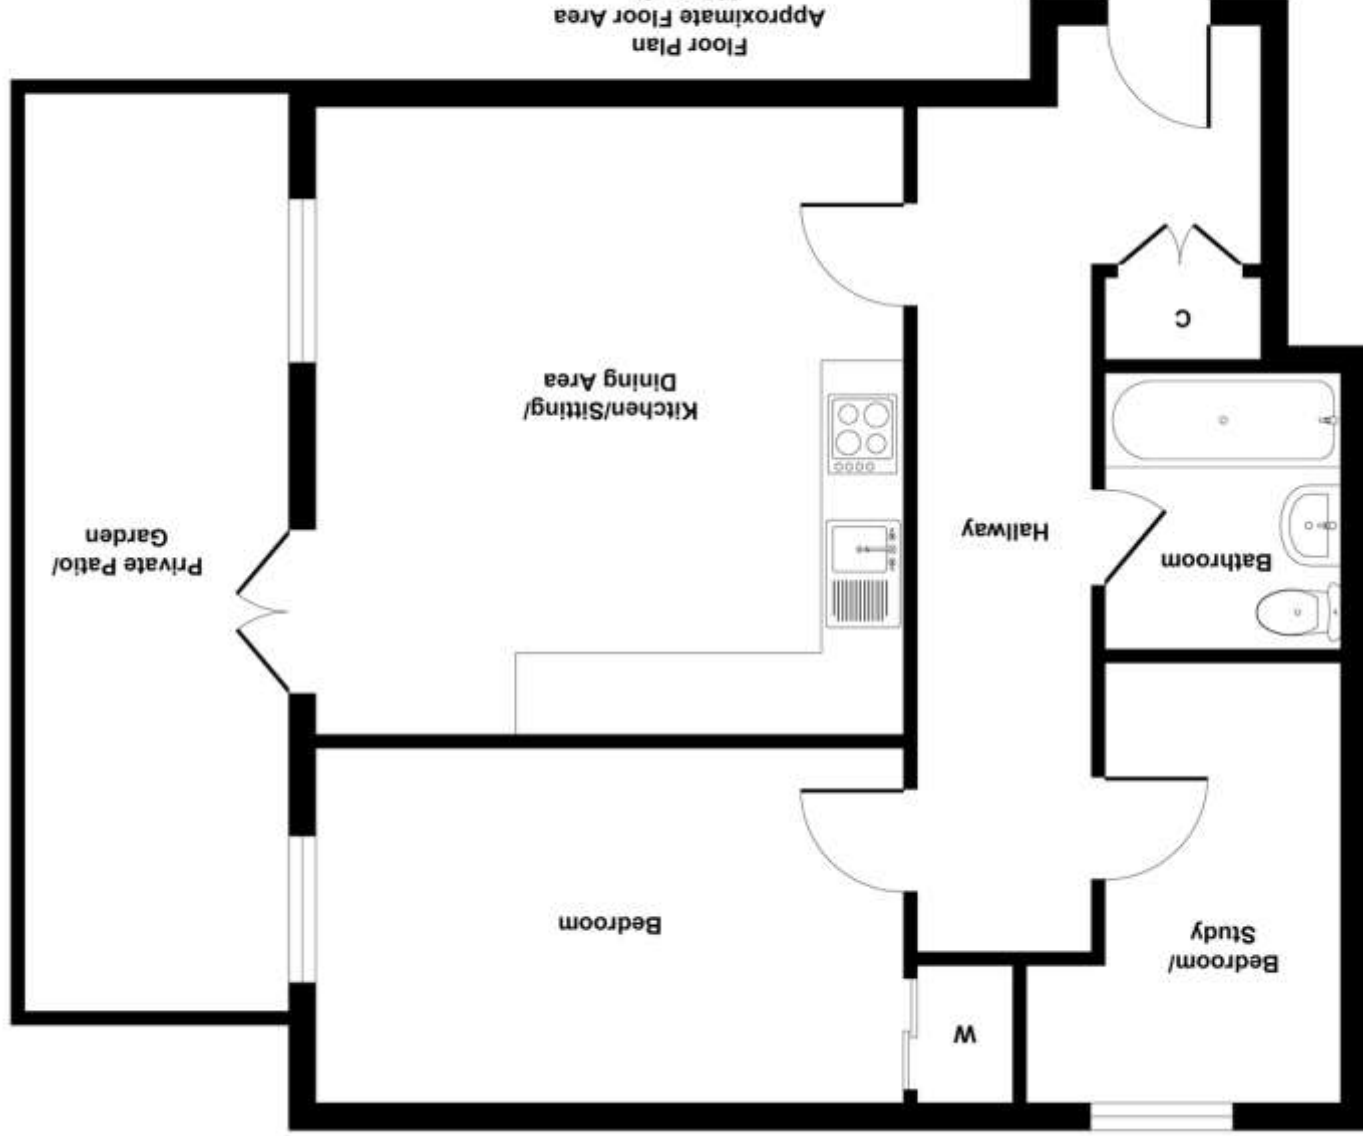 Bedroom/
Study
W
Bedroom
Bathroom
Hallway
Private Patio/
Garden
Kitchen/Sitting/
Dining Area
C
Floor Plan
Approximate Floor Area